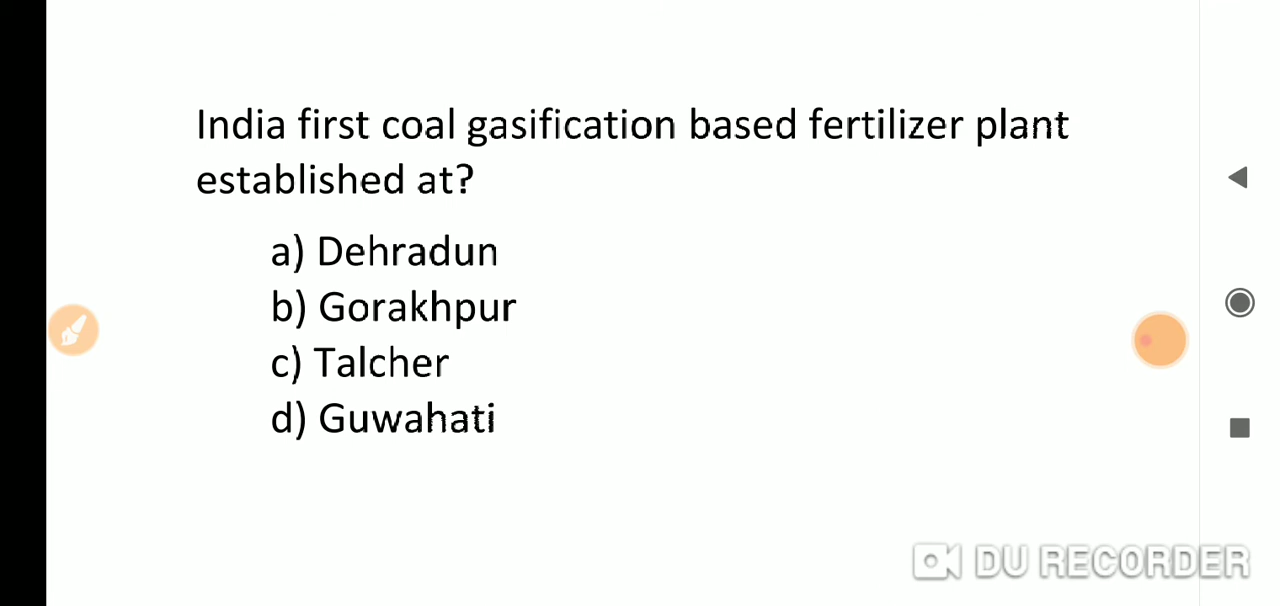 India first coal gasification based fertilizer plant
established at?
a) Dehradun
b) Gorakhpur
c) Talcher
d) Guwahati
DU RECORDER